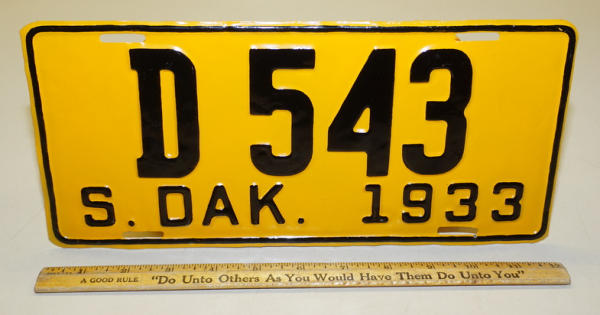 D 543
S. DAK. 1933
A GOOD RULE "Do Unto Others As You Would Have Them Do Unto You"